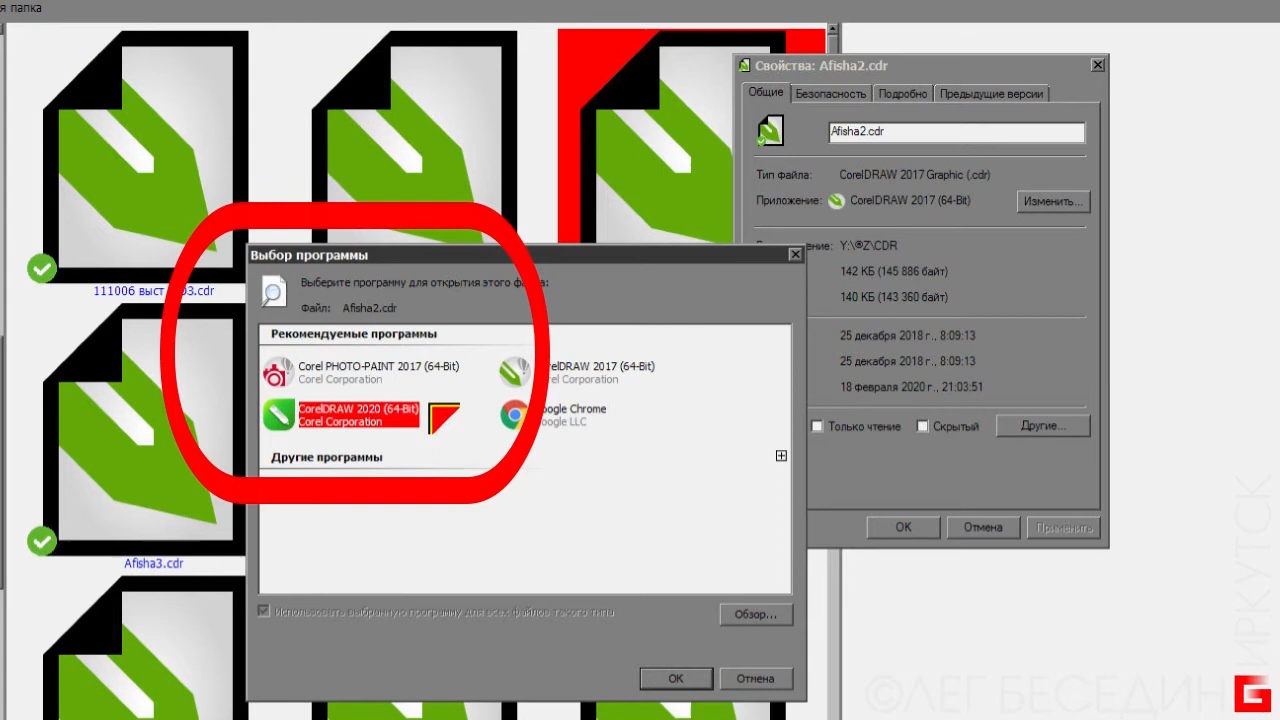 я папка
111006 выст
3.cdr
Afisha3.cdr
Свойства: Afisha2.cdr
Общие
Безопасность
Подробно
Предыдущие версии
Afisha2.cdr
Тип файла: CorelDRAW 2017 Graphic (.cdr)
Приложение: CorelDRAW 2017 (64-Bit)
Изменить...
ение: Y:\®Z\CDR
142 КБ (145 886 байт)
140 КБ (143 360 байт)
25 декабря 2018 г., 8:09:13
25 декабря 2018 г., 8:09:13
18 февраля 2020 г., 21:03:51
Только чтение
Скрытый
Другие...
ОК
Отмена
Применить
Выбор программы
Выберите программу для открытия этого ф
Файл: Afisha2.cdr
Рекомендуемые программы
Corel PHOTO-PAINT 2017 (64-Bit)
Corel Corporation
elDRAW 2017 (64-Bit)
el Corporation
CorelDRAW 2020 (64-Bit)
Corel Corporation
oogle Chrome
ogle LLC
Другие программы
Использовать выбранную программу для всех файлов такого типа
Обзор...
ОК
Отмена
©ЛЕГ БЕСЕДИН
ИРКУТСК